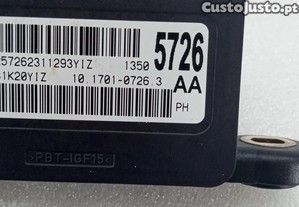 CustoJusto.pt
57262311293YIZ 1350
5726
1K20YIZ 10.1701-0726.3
AA
PH
>PBT-IGF15<